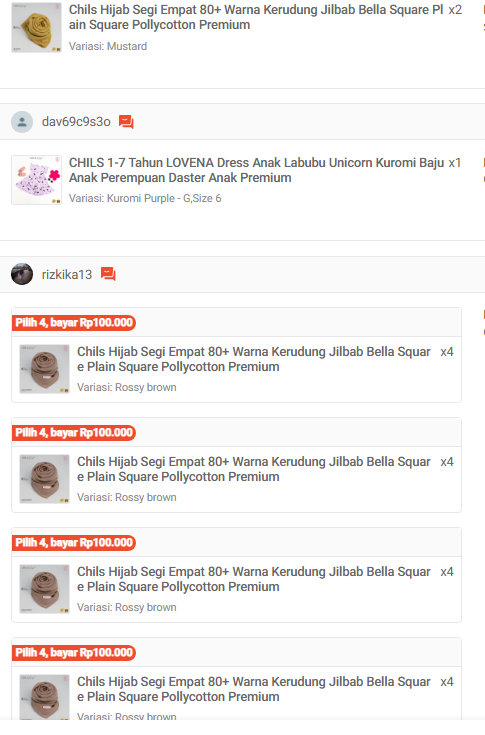 Chils Hijab Segi Empat 80+ Warna Kerudung Jilbab Bella Square Pl x2
ain Square Pollycotton Premium
Variasi: Mustard
dav69c9s3o
CHILS 1-7 Tahun LOVENA Dress Anak Labubu Unicorn Kuromi Baju x1
Anak Perempuan Daster Anak Premium
Variasi: Kuromi Purple - G,Size 6
rizkika13
Pilih 4, bayar Rp100.000
Chils Hijab Segi Empat 80+ Warna Kerudung Jilbab Bella Squar x4
e Plain Square Pollycotton Premium
Variasi: Rossy brown
Pilih 4, bayar Rp100.000
Chils Hijab Segi Empat 80+ Warna Kerudung Jilbab Bella Squar x4
e Plain Square Pollycotton Premium
Variasi: Rossy brown
Pilih 4, bayar Rp100.000
Chils Hijab Segi Empat 80+ Warna Kerudung Jilbab Bella Squar x4
e Plain Square Pollycotton Premium
Variasi: Rossy brown
Pilih 4, bayar Rp100.000
Chils Hijab Segi Empat 80+ Warna Kerudung Jilbab Bella Squar x4
e Plain Square Pollycotton Premium
Variasi: Rossy brown